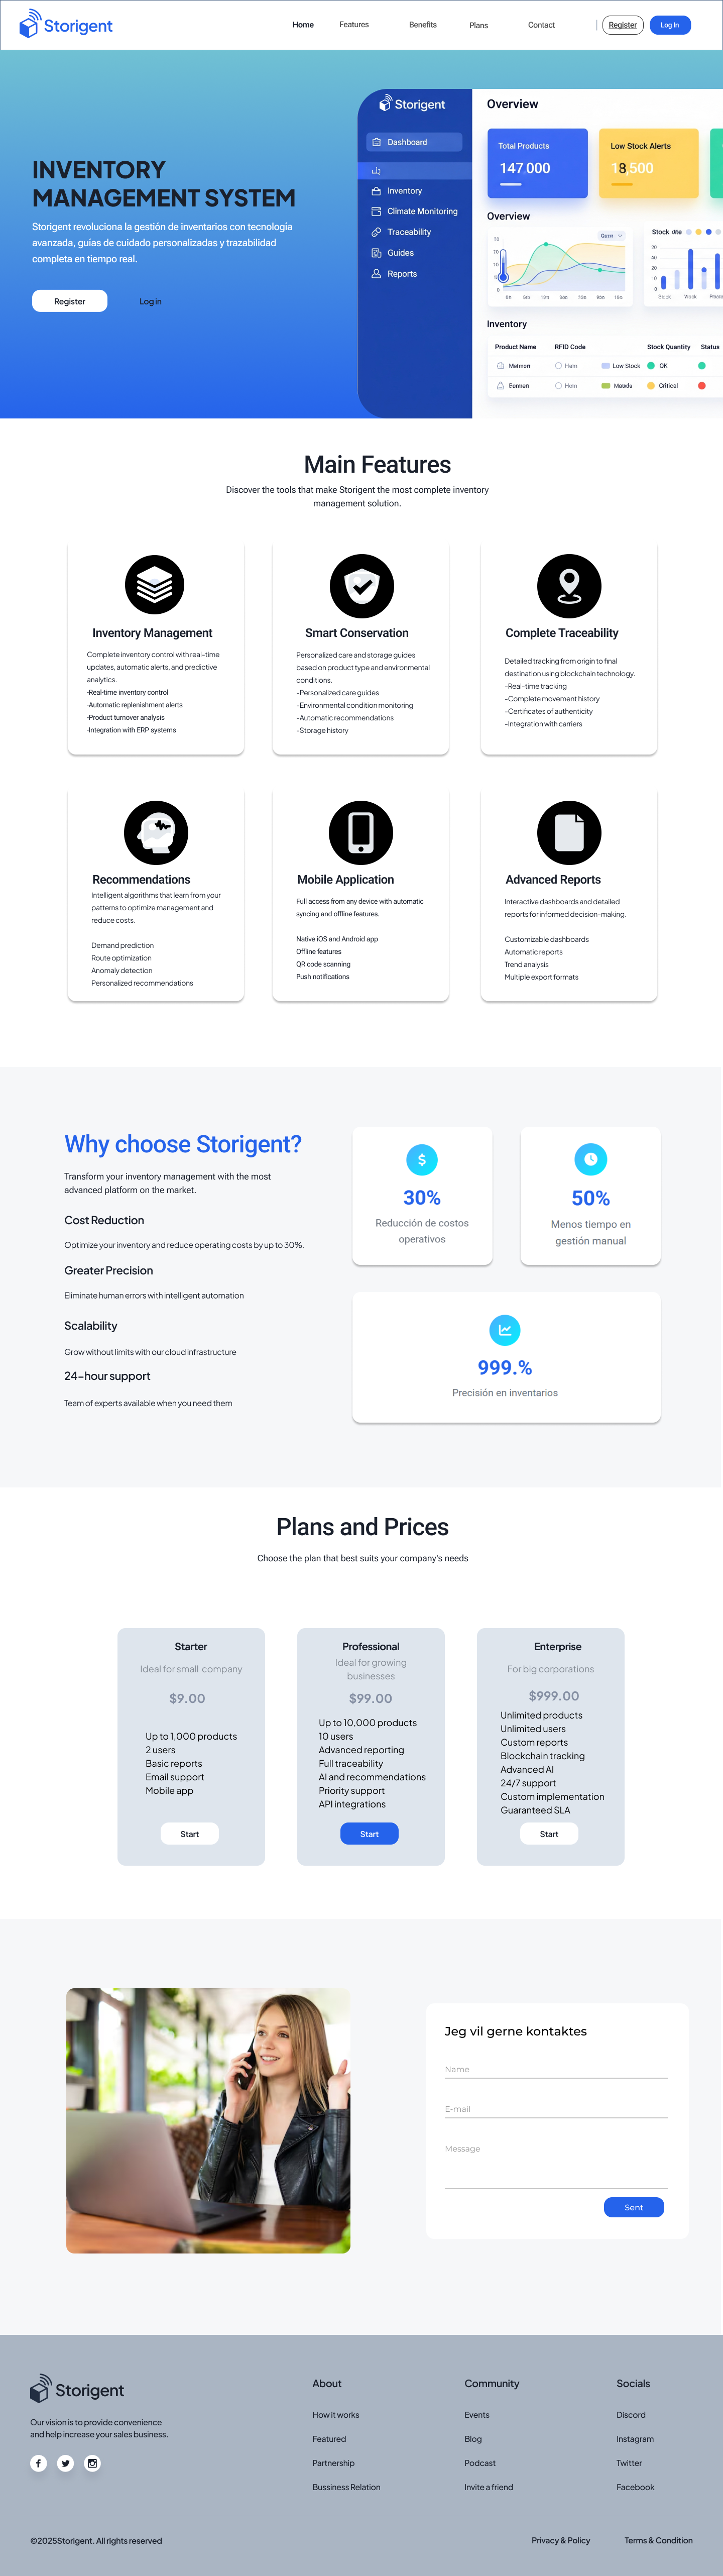 Storigent
Home
Features
Benefits
Plans
Contact
Register
Log In
INVENTORY
MANAGEMENT SYSTEM
Storigent revoluciona la gestión de inventarios con tecnología
avanzada, guías de cuidado personalizadas y trazabilidad
completa en tiempo real.
Register
Log in
Storigent
Dashboard
Inventory
Climate Monitoring
Traceability
Guides
Reports
Overview
Total Products
147.000
Low Stock Alerts
18,500
Overview
Stock
Inventory
Product Name
RFID Code
Stock Quantity
Status
Low Stock
OK
Critical
Main Features
Discover the tools that make Storigent the most complete inventory
management solution.
Inventory Management
Complete inventory control with real-time
updates, automatic alerts, and predictive
analytics.
-Real-time inventory control
-Automatic replenishment alerts
-Product turnover analysis
-Integration with ERP systems
Smart Conservation
Personalized care and storage guides
based on product type and environmental
conditions.
-Personalized care guides
-Environmental condition monitoring
-Automatic recommendations
-Storage history
Complete Traceability
Detailed tracking from origin to final
destination using blockchain technology.
-Real-time tracking
-Complete movement history
-Certificates of authenticity
-Integration with carriers
Recommendations
Intelligent algorithms that learn from your
patterns to optimize management and
reduce costs.
Demand prediction
Route optimization
Anomaly detection
Personalized recommendations
Mobile Application
Full access from any device with automatic
syncing and offline features.
Native iOS and Android app
Offline features
QR code scanning
Push notifications
Advanced Reports
Interactive dashboards and detailed
reports for informed decision-making.
Customizable dashboards
Automatic reports
Trend analysis
Multiple export formats
Why choose Storigent?
Transform your inventory management with the most
advanced platform on the market.
Cost Reduction
Optimize your inventory and reduce operating costs by up to 30%.
Greater Precision
Eliminate human errors with intelligent automation
Scalability
Grow without limits with our cloud infrastructure
24-hour support
Team of experts available when you need them
30%
Reducción de costos
operativos
50%
Menos tiempo en
gestión manual
999.%
Precisión en inventarios
Plans and Prices
Choose the plan that best suits your company's needs
Starter
Ideal for small company
$9.00
Up to 1,000 products
2 users
Basic reports
Email support
Mobile app
Start
Professional
Ideal for growing
businesses
$99.00
Up to 10,000 products
10 users
Advanced reporting
Full traceability
AI and recommendations
Priority support
API integrations
Start
Enterprise
For big corporations
$999.00
Unlimited products
Unlimited users
Custom reports
Blockchain tracking
Advanced AI
24/7 support
Custom implementation
Guaranteed SLA
Start
Jeg vil gerne kontaktes
Name
E-mail
Message
Sent
Storigent
Our vision is to provide convenience
and help increase your sales business.
About
How it works
Featured
Partnership
Bussiness Relation
Community
Events
Blog
Podcast
Invite a friend
Socials
Discord
Instagram
Twitter
Facebook
©2025Storigent. All rights reserved
Privacy & Policy
Terms & Condition